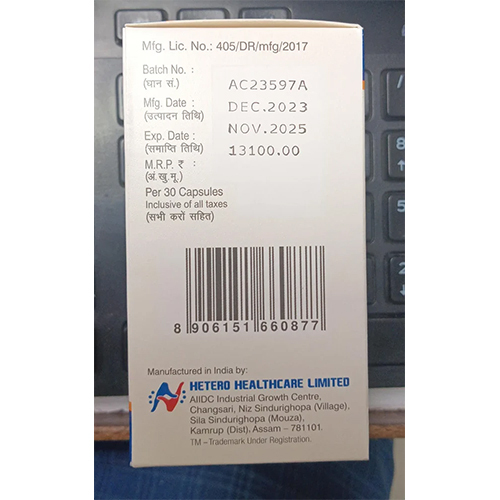 Mfg. Lic. No.: 405/DR/mfg/2017
Batch No. :
(घान सं.)
AC23597A
Mfg. Date :
(उत्पादन तिथि)
DEC.2023
Exp. Date :
(समाप्ति तिथि)
NOV.2025
M.R.P. ₹ :
(अं.खु.मू.)
13100.00
Per 30 Capsules
Inclusive of all taxes
(सभी करों सहित)
8 906151 660877
Manufactured in India by:
HETERO HEALTHCARE LIMITED
AIIDC Industrial Growth Centre,
Changsari, Niz Sindurighopa (Village),
Sila Sindurighopa (Mouza),
Kamrup (Dist), Assam – 781101.
TM – Trademark Under Registration.
8
5
2